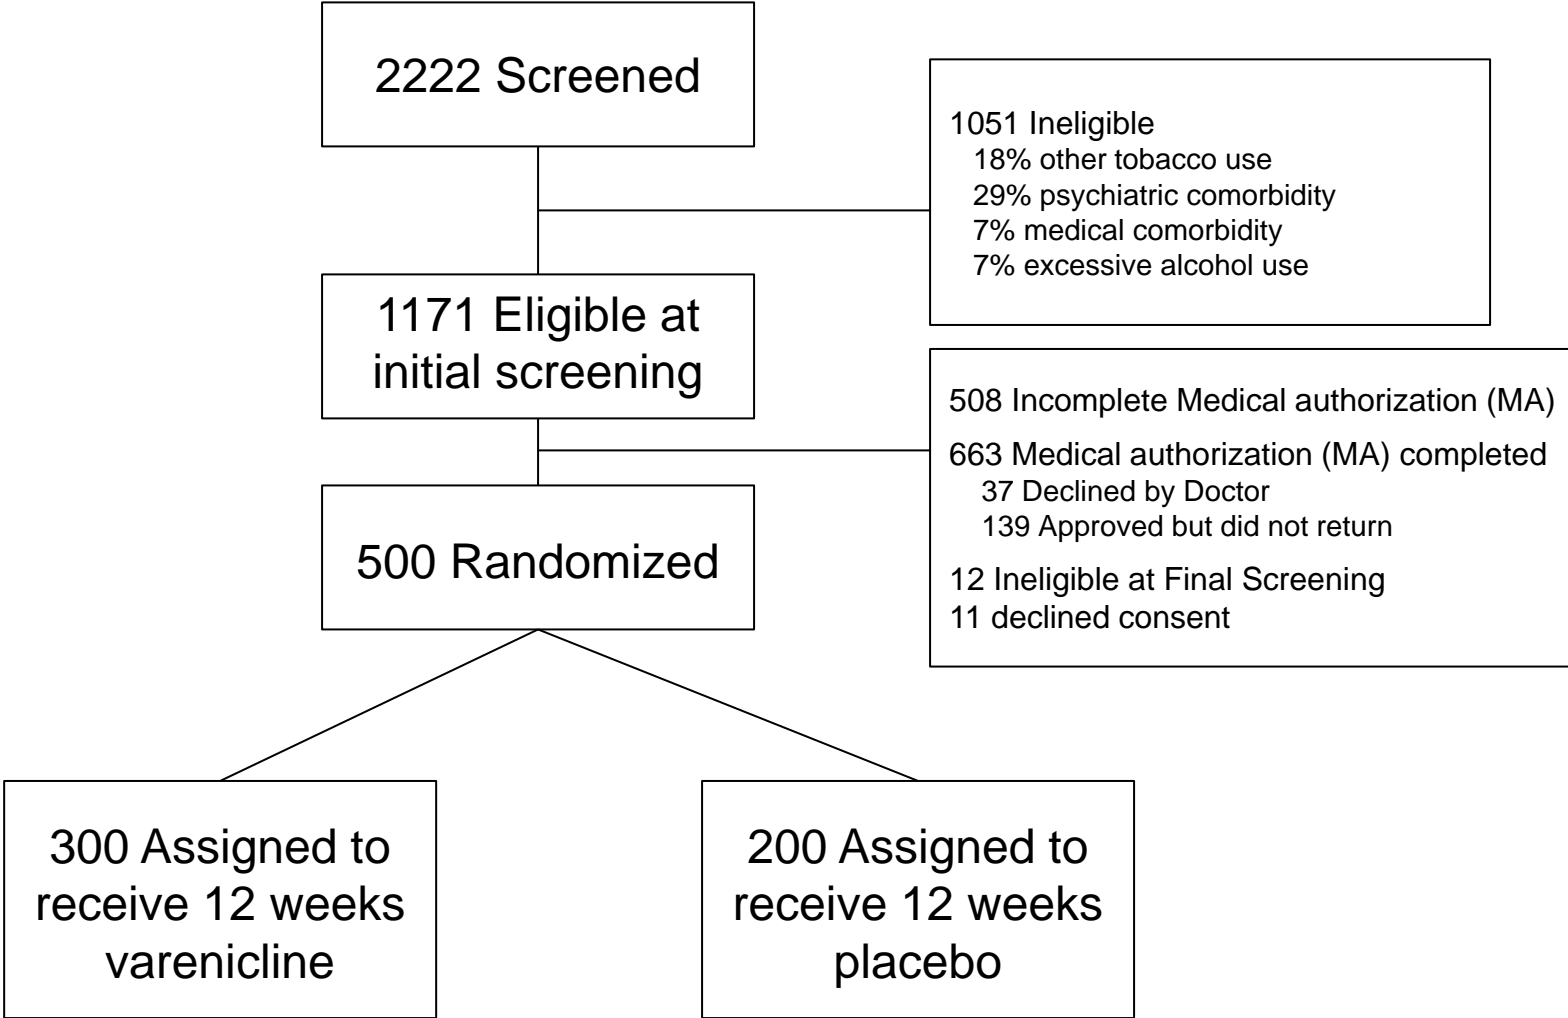 2222 Screened
1051 Ineligible
18% other tobacco use
29% psychiatric comorbidity
7% medical comorbidity
7% excessive alcohol use
1171 Eligible at
initial screening
508 Incomplete Medical authorization (MA)
663 Medical authorization (MA) completed
37 Declined by Doctor
139 Approved but did not return
12 Ineligible at Final Screening
11 declined consent
500 Randomized
300 Assigned to
receive 12 weeks
varenicline
200 Assigned to
receive 12 weeks
placebo